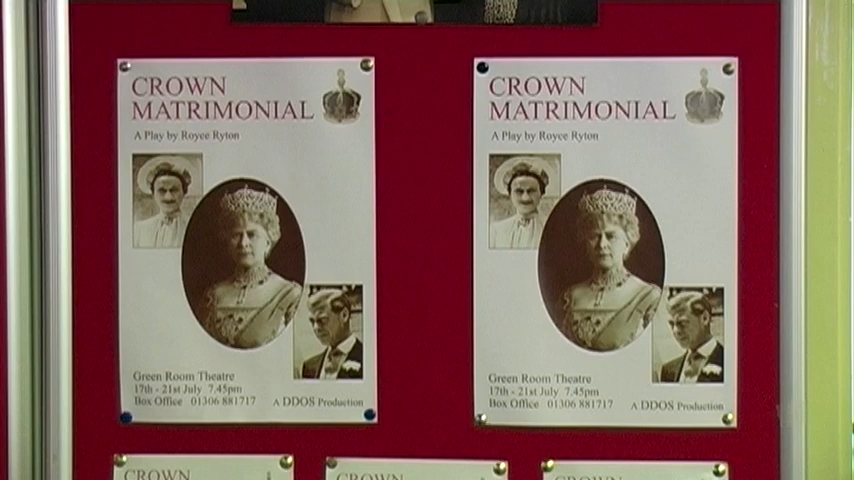 CROWN
MATRIMONIAL
A Play by Royce Ryton
Green Room Theatre
17th - 21st July 7.45pm
Box Office 01306 881717
A DDOS Production
CROWN
MATRIMONIAL
A Play by Royce Ryton
Green Room Theatre
17th - 21st July 7.45pm
Box Office 01306 881717
A DDOS Production
CROWN
CROWN
CROWN